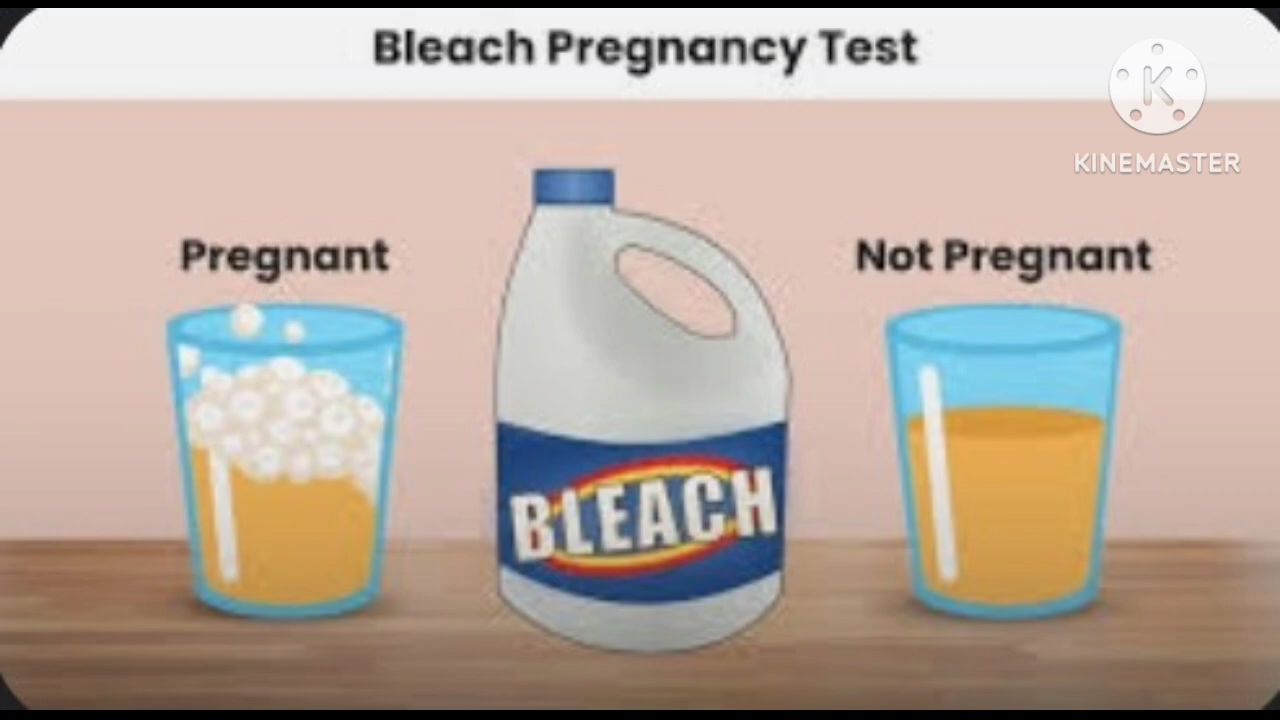 Bleach Pregnancy Test
K
KINEMASTER
Pregnant
Not Pregnant
BLEACH